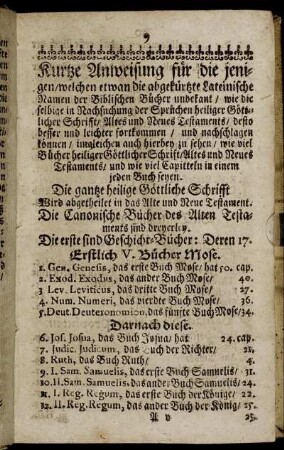 9
Kurtze Anweisung für die jeni-
gen/welchen etwan die abgekürtzte Lateinische
Namen der Biblischen Bücher unbekant/ wie die
selbige in Nachsuchung der Sprüchen heiliger Gött-
licher Schrifft/ Altes und Neues Testaments/ desto
besser und leichter fortkommen/ und nachschlagen
können/ imgleichen auch hierbey zu sehen/ wie viel
Bücher heiliger Göttlicher Schrifft/Altes und Neues
Testaments/ und wie viel Capitteln in einem
jeden Buch seyen.
Die gantze heilige Göttliche Schrifft
Wird abgetheilet in das Alte und Neue Testament.
Die Canonische Bücher des Alten Testa-
ments sind dreyerley.
Die erste sind Geschicht-Bücher: Deren 17.
Erstlich V. Bücher Mose.
1. Gen. Genesis, das erste Buch Mose/ hat 50. cap.
2. Exod. Exodus, das ander Buch Mose/ 40.
3 Lev. Leviticus, das dritte Buch Mose/ 27.
4. Num. Numeri, das vierdte Buch Mose/ 36.
5. Deut. Deuteronomion. das fünfte Buch Mose/34.
Darnach diese.
6. Jos. Josua, das Buch Josua/ hat 24. cap.
7. Judic. Judicum, das Buch der Richter/ 21.
8. Ruth, das Buch Ruth/ 4.
9. I. Sam. Samuelis, das erste Buch Samuelis/ 31.
10. II. Sam. Samuelis. das ander Buch Samuelis/ 24.
11. I. Reg. Regum, das erste Buch der Könige/ 22.
12. II. Reg. Regum, das ander Buch der König/ 25.
A v 25.